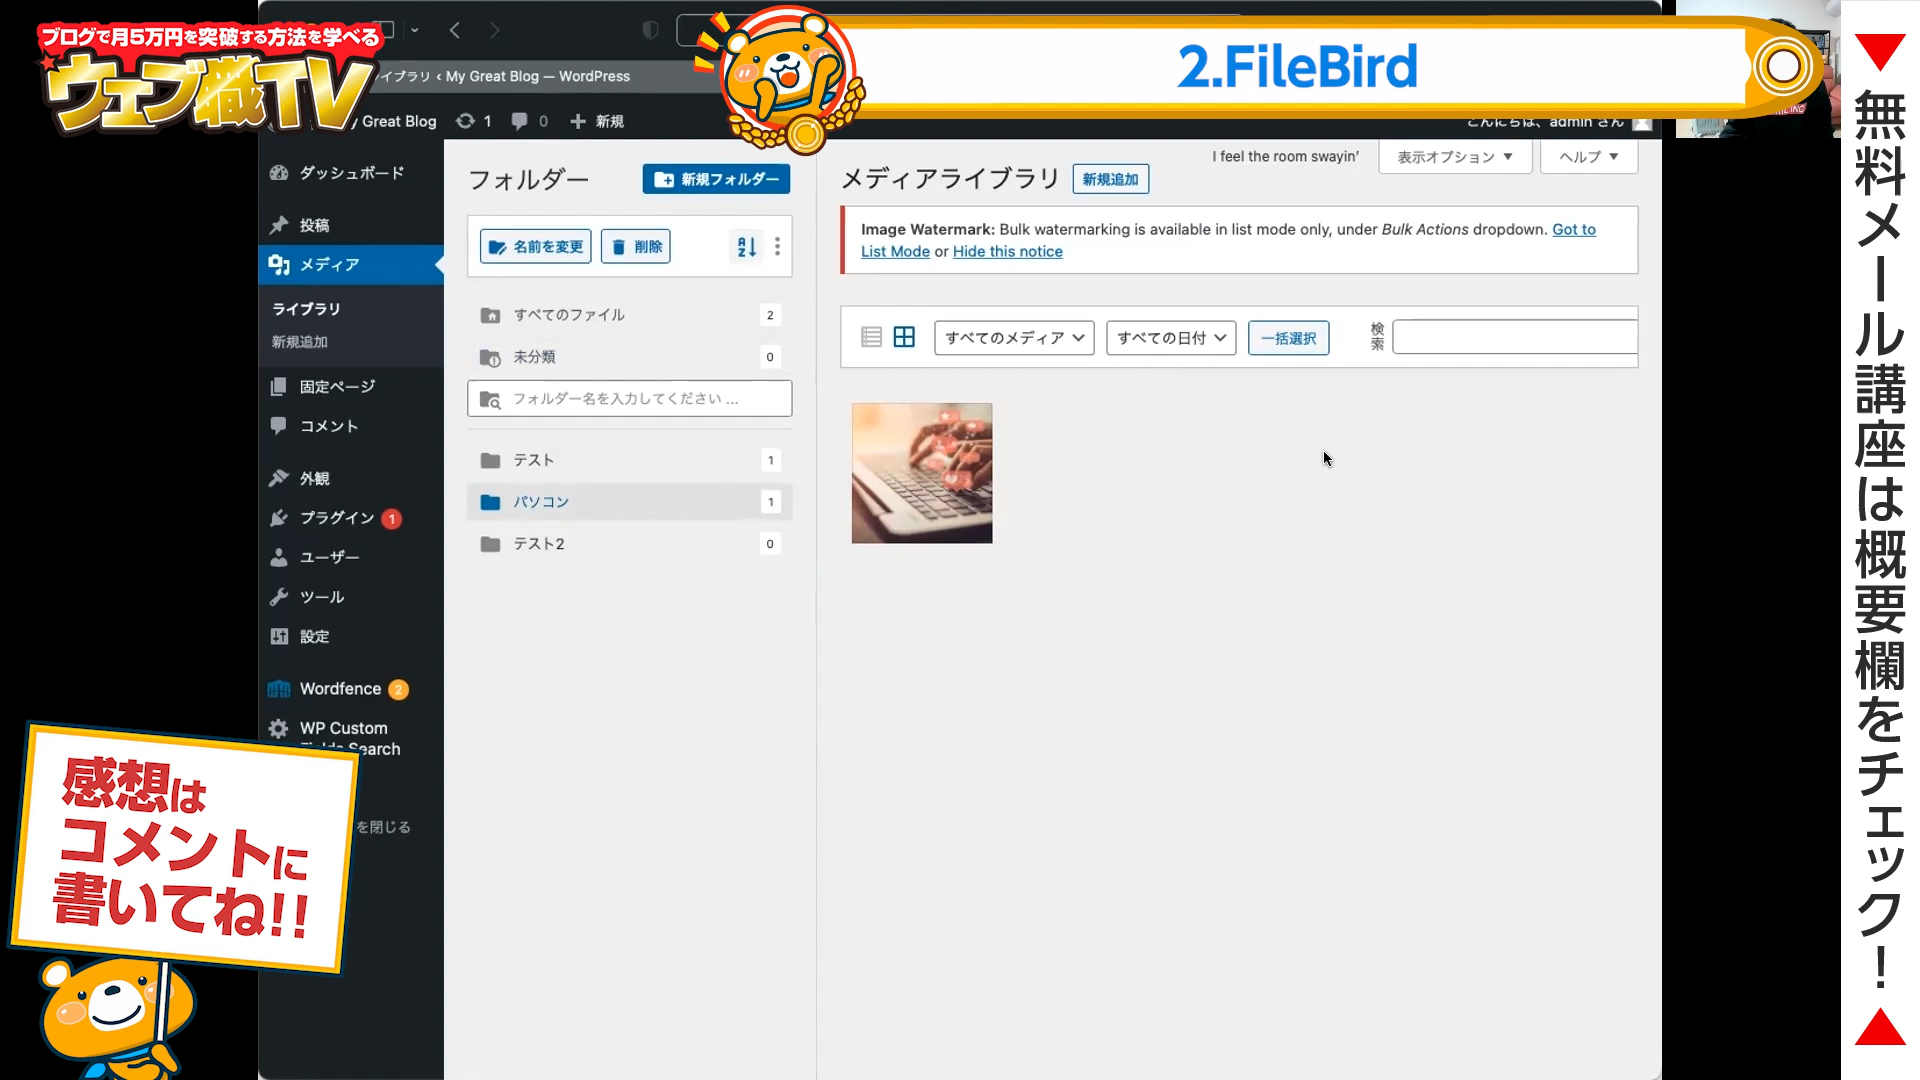 ブログで月5万円を突破する方法を学べる
ウェブ職TV
2.FileBird
イブラリ ‹ My Great Blog — WordPress
y Great Blog
1
0
新規
こんにちは、admin さん
ダッシュボード
投稿
メディア
ライブラリ
新規追加
固定ページ
コメント
外観
プラグイン 1
ユーザー
ツール
設定
Wordfence 2
WP Custom
Fields Search
を閉じる
フォルダー
新規フォルダー
名前を変更
削除
すべてのファイル 2
未分類 0
フォルダー名を入力してください ...
テスト 1
パソコン 1
テスト2 0
メディアライブラリ
新規追加
I feel the room swayin’
表示オプション ▼
ヘルプ ▼
Image Watermark: Bulk watermarking is available in list mode only, under Bulk Actions dropdown. Got to
List Mode or Hide this notice
すべてのメディア
すべての日付
一括選択
検索
感想は
コメントに
書いてね!!
▼無料メール講座は概要欄をチェック!▲